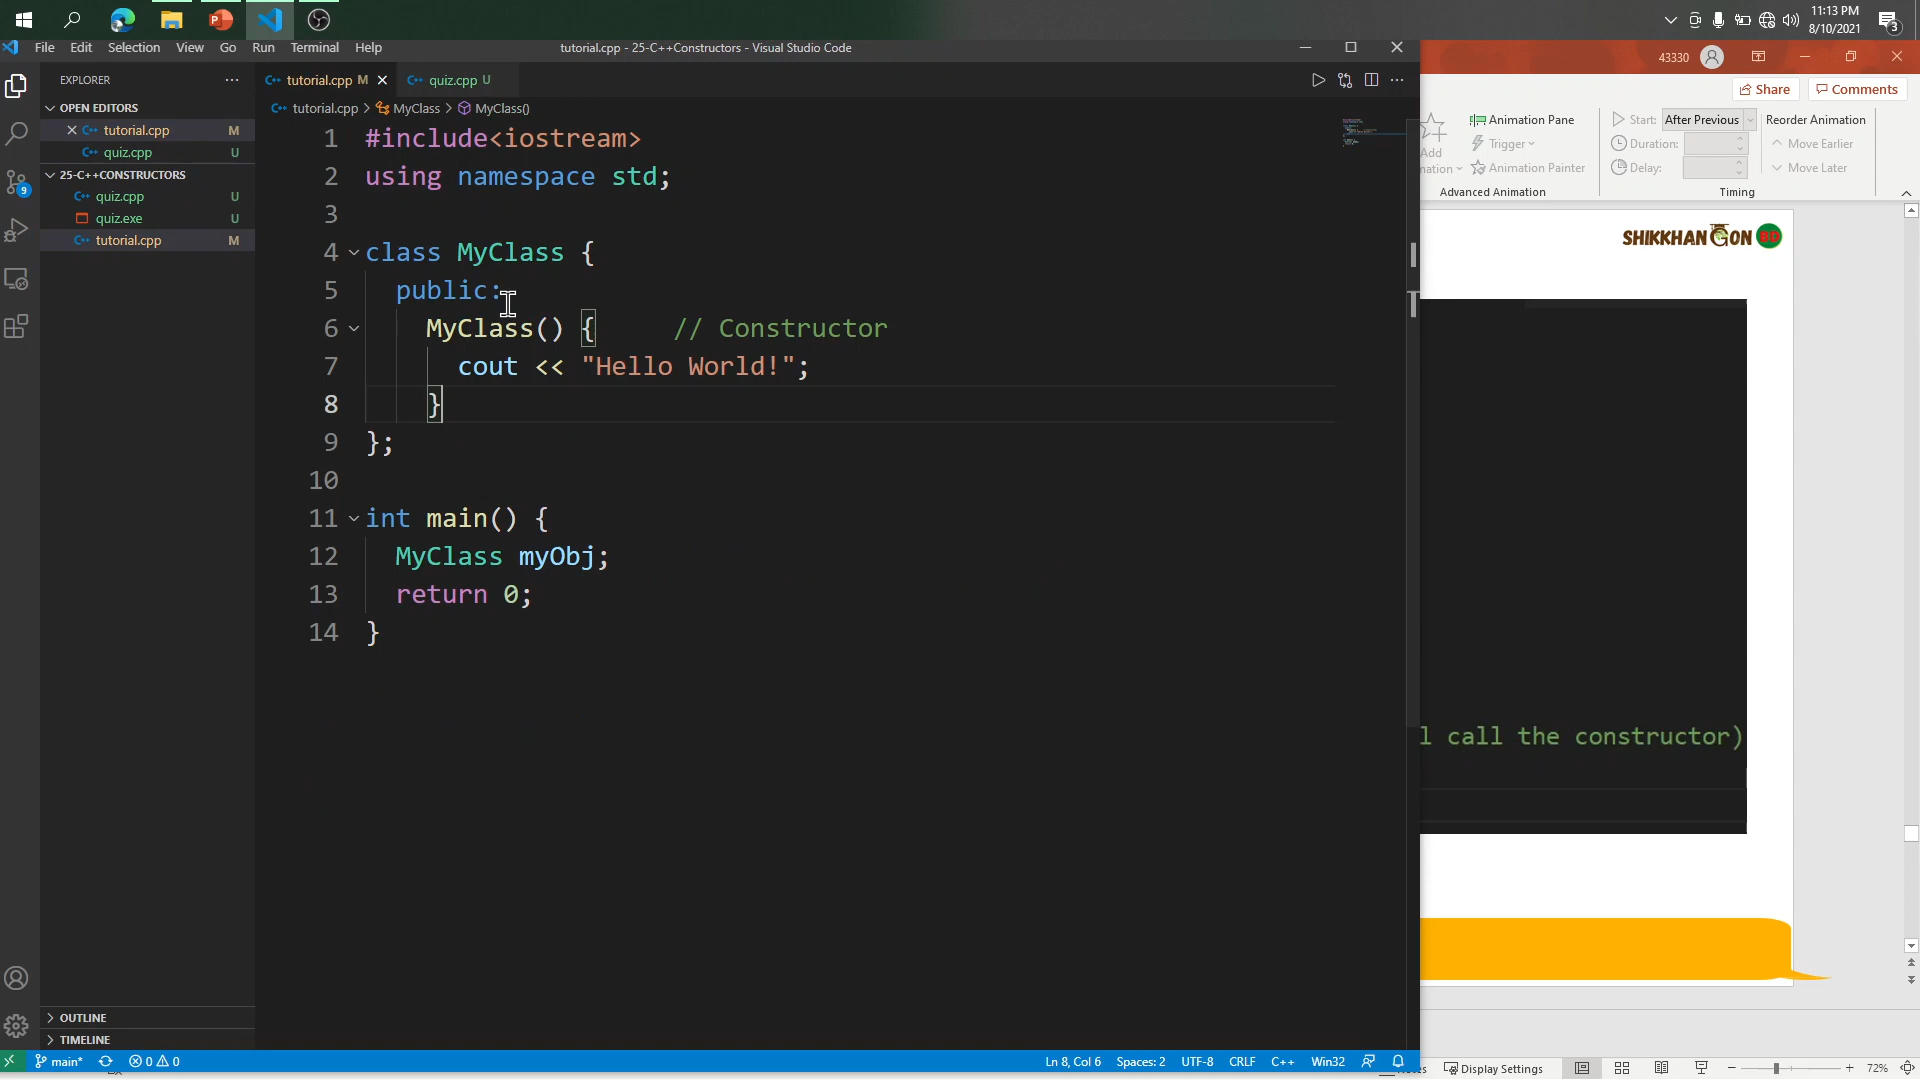 11:13 PM
8/10/2021
3
File Edit Selection View Go Run Terminal Help
tutorial.cpp - 25-C++Constructors - Visual Studio Code
43330
EXPLORER
tutorial.cpp M
quiz.cpp U
Share
Comments
OPEN EDITORS
tutorial.cpp > MyClass > MyClass()
tutorial.cpp M
quiz.cpp U
25-C++CONSTRUCTORS
quiz.cpp U
quiz.exe U
tutorial.cpp M
9
1 #include<iostream>
2 using namespace std;
3
4 class MyClass {
5 public:
6 MyClass() { // Constructor
7 cout << "Hello World!";
8 }
9 };
10
11 int main() {
12 MyClass myObj;
13 return 0;
14 }
Add
mation
Animation Pane
Trigger
Animation Painter
Advanced Animation
Start: After Previous
Duration:
Delay:
Timing
Reorder Animation
Move Earlier
Move Later
SHIKKHANGON BD
l call the constructor)
OUTLINE
TIMELINE
main*
0 0
Ln 8, Col 6 Spaces: 2 UTF-8 CRLF C++ Win32
Display Settings
72%